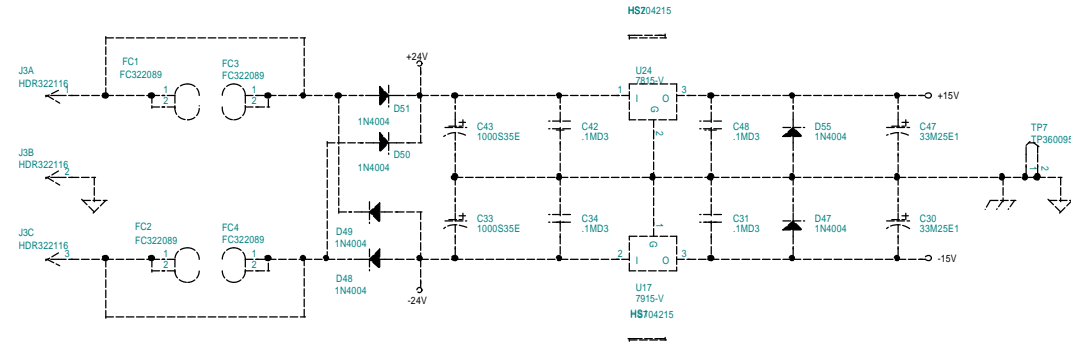 HS204215
J3A
HDR322116
1
FC1
FC322089
1
2
FC3
FC322089
1
2
+24V
D51
1N4004
D50
1N4004
C43
1000S35E
C42
.1MD3
U24
7815-V
1
I
O
G
3
2
C48
.1MD3
D55
1N4004
+15V
C47
33M25E1
TP7
TP360095
1
2
J3B
HDR322116
2
J3C
HDR322116
3
FC2
FC322089
1
2
FC4
FC322089
1
2
D49
1N4004
D48
1N4004
-24V
C33
1000S35E
C34
.1MD3
1
G
2
I
O
3
U17
7915-V
C31
.1MD3
D47
1N4004
C30
33M25E1
-15V